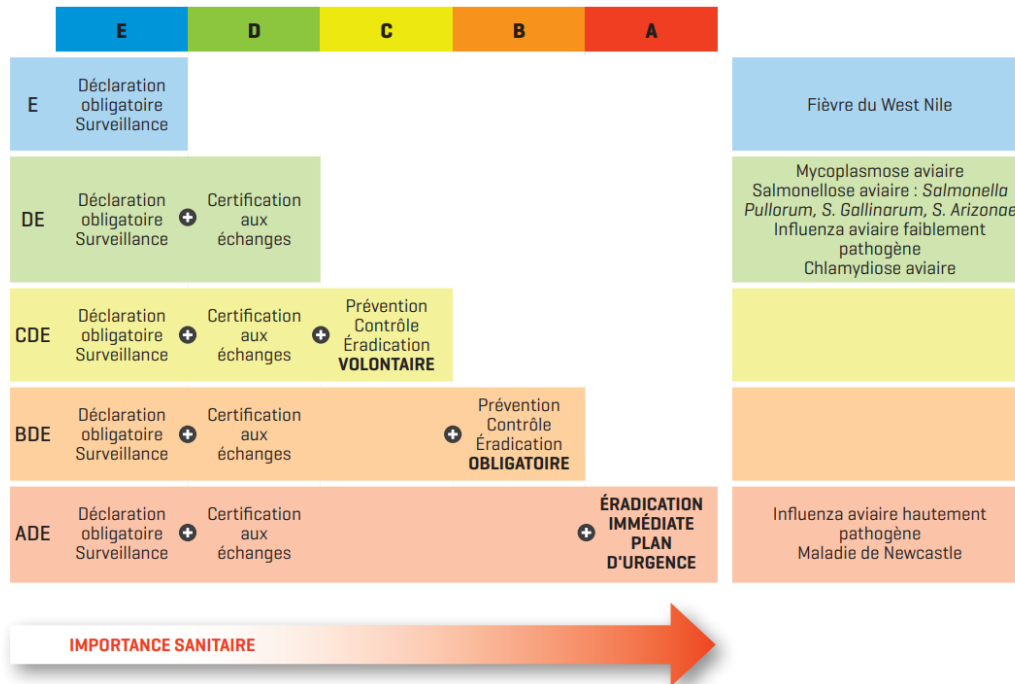 E D C B A
E
Déclaration
obligatoire
Surveillance
Fièvre du West Nile
DE
Déclaration
obligatoire
Surveillance
+
Certification
aux
échanges
Mycoplasmose aviaire
Salmonellose aviaire : Salmonella
Pullorum, S. Gallinarum, S. Arizonae
Influenza aviaire faiblement
pathogène
Chlamydiose aviaire
CDE
Déclaration
obligatoire
Surveillance
+
Certification
aux
échanges
+
Prévention
Contrôle
Éradication
VOLONTAIRE
BDE
Déclaration
obligatoire
Surveillance
+
Certification
aux
échanges
+
Prévention
Contrôle
Éradication
OBLIGATOIRE
ADE
Déclaration
obligatoire
Surveillance
+
Certification
aux
échanges
+
ÉRADICATION
IMMÉDIATE
PLAN
D'URGENCE
Influenza aviaire hautement
pathogène
Maladie de Newcastle
IMPORTANCE SANITAIRE